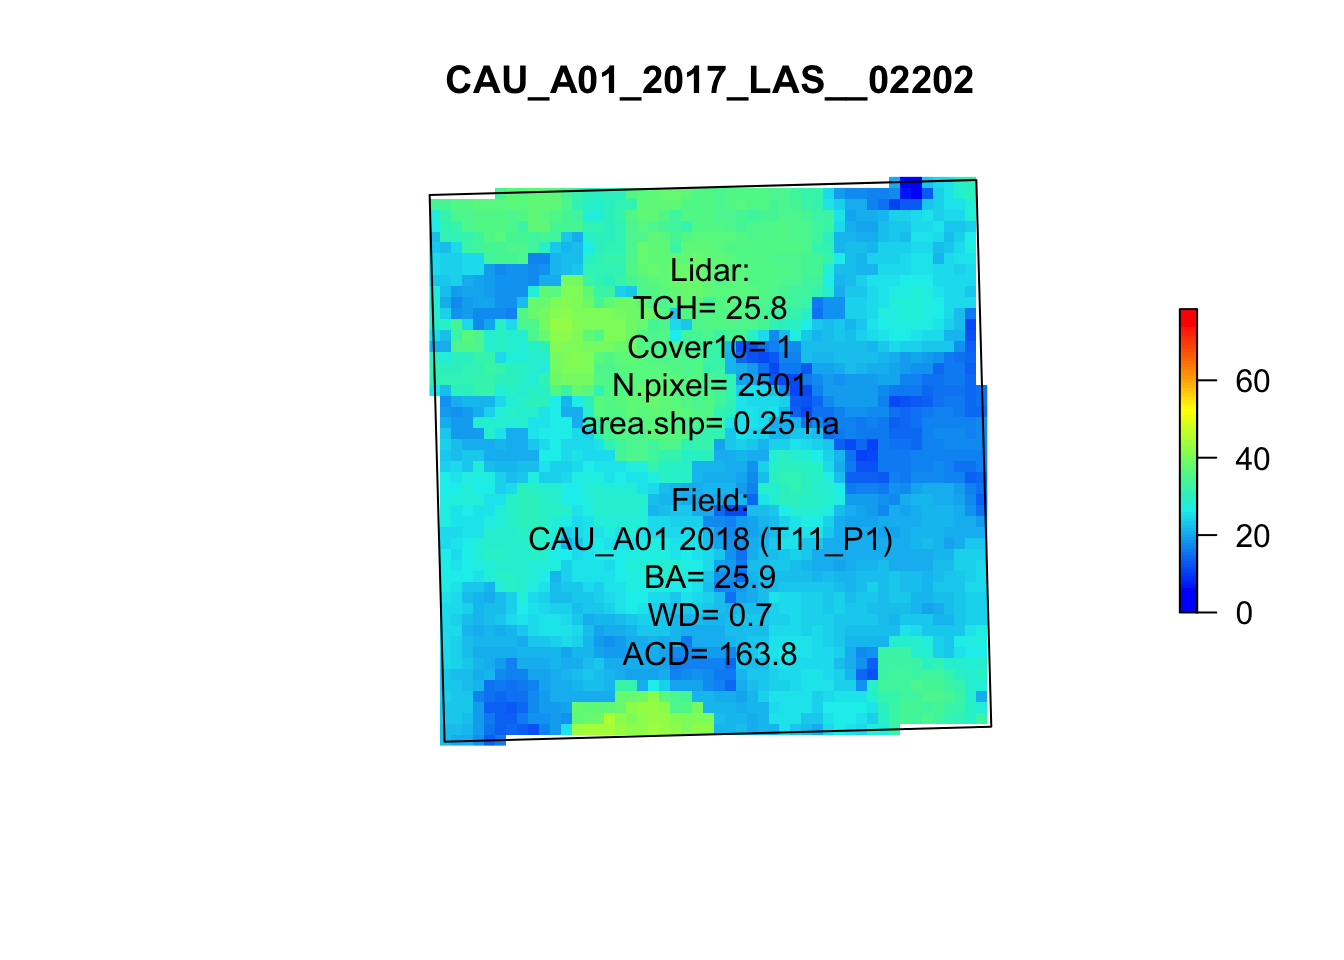 CAU_A01_2017_LAS__02202
Lidar:
TCH= 25.8
Cover10= 1
N.pixel= 2501
area.shp= 0.25 ha
Field:
CAU_A01 2018 (T11_P1)
BA= 25.9
WD= 0.7
ACD= 163.8
60
40
20
0